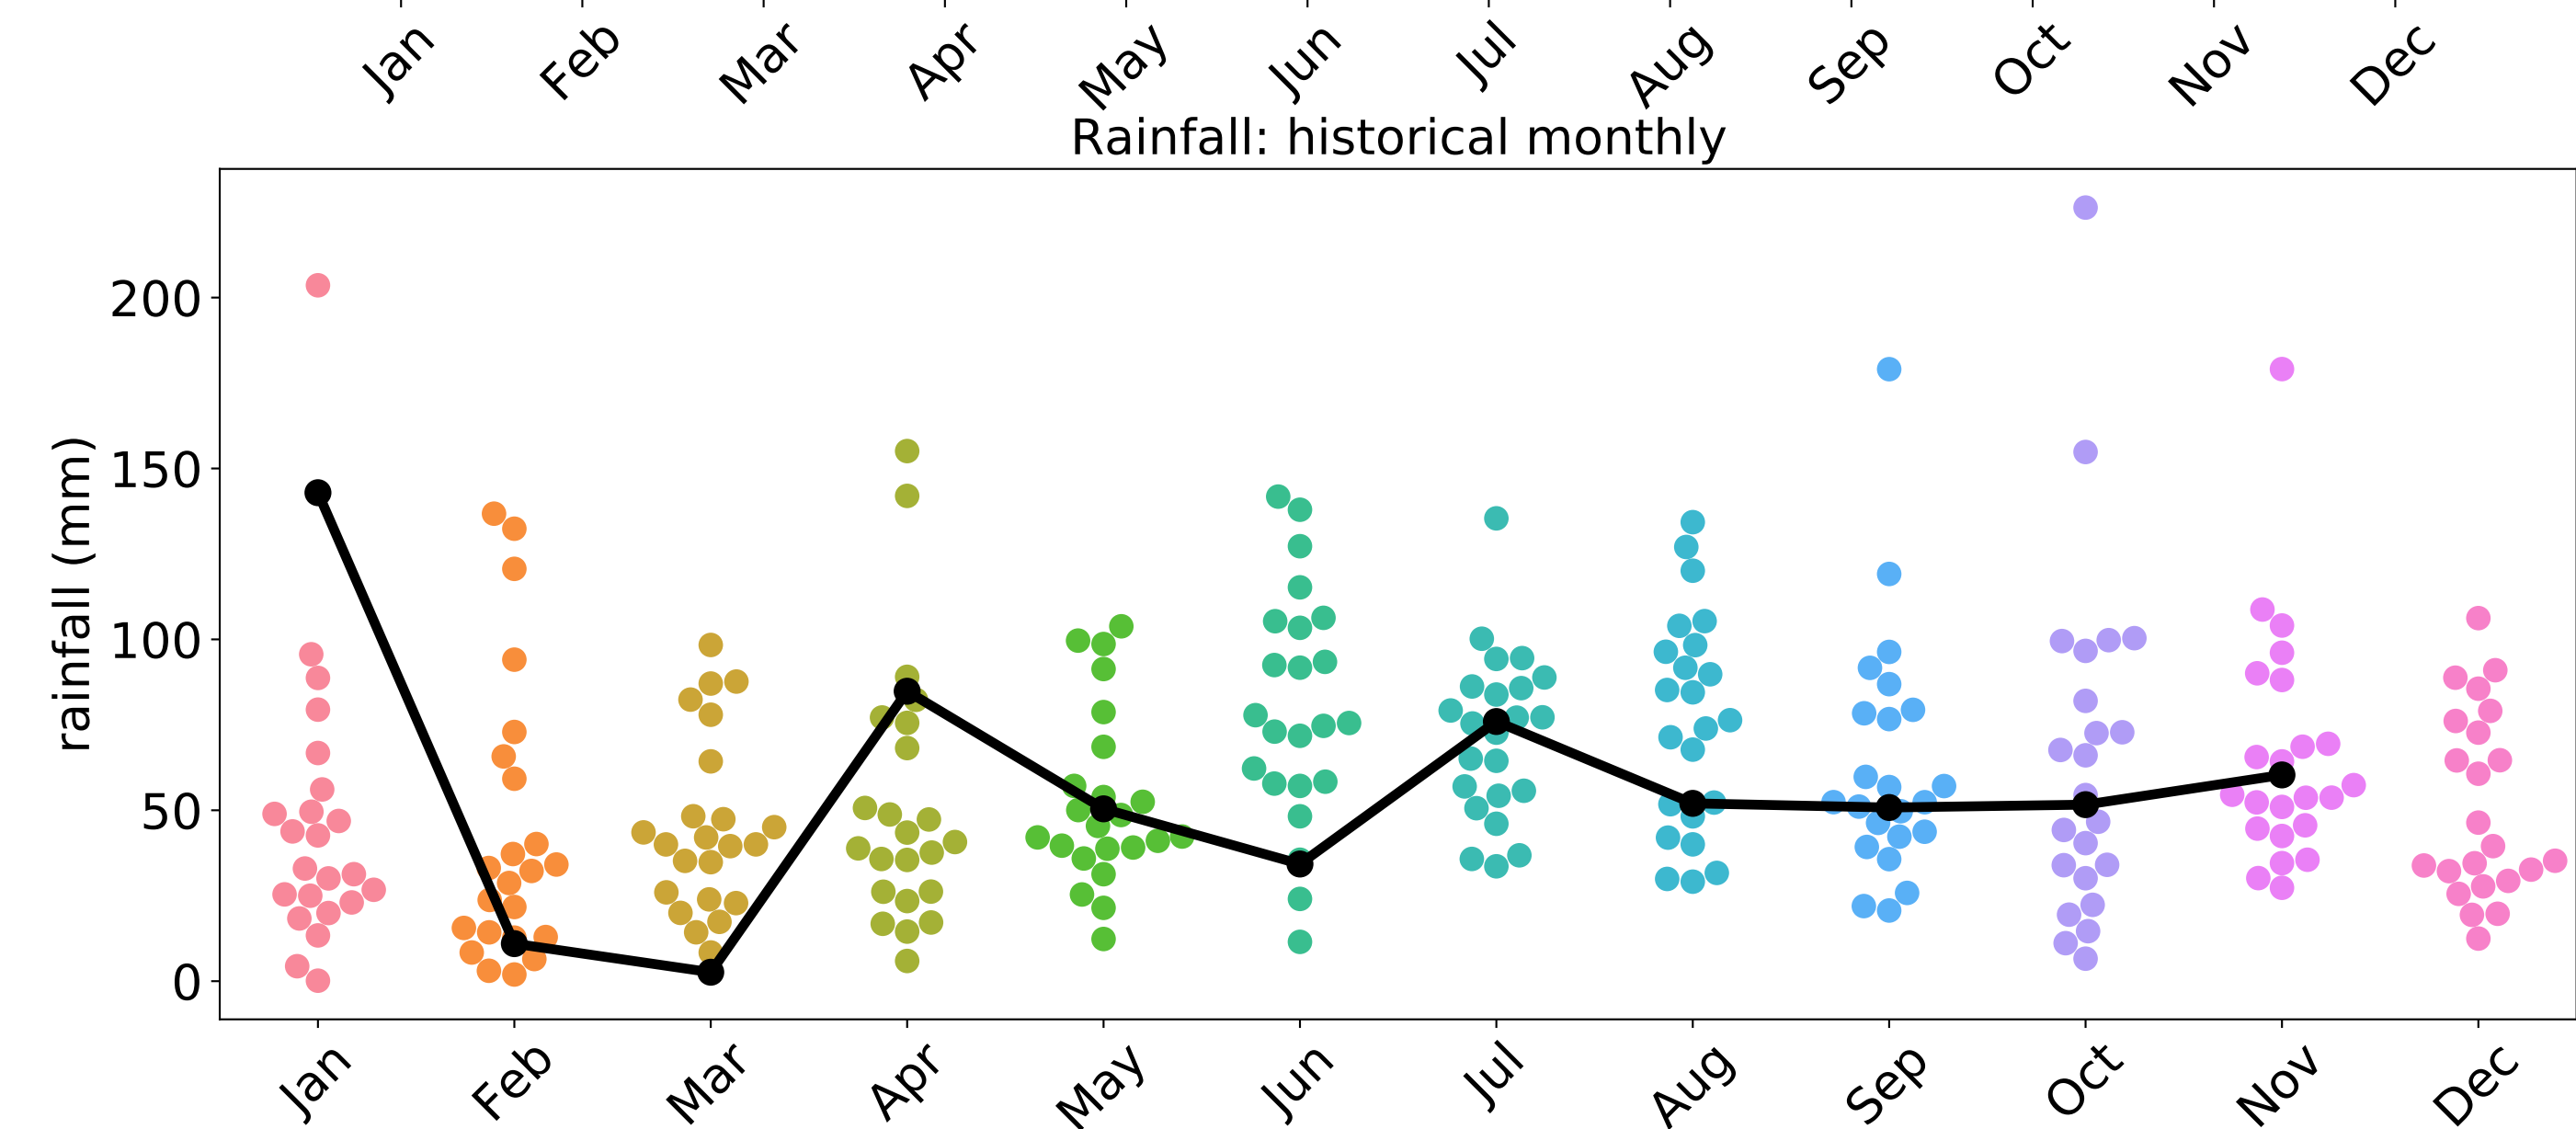 Jan Feb Mar Apr May Jun Jul Aug Sep Oct Nov Dec
Rainfall: historical monthly
rainfall (mm)
200
150
100
50
0
Jan Feb Mar Apr May Jun Jul Aug Sep Oct Nov Dec